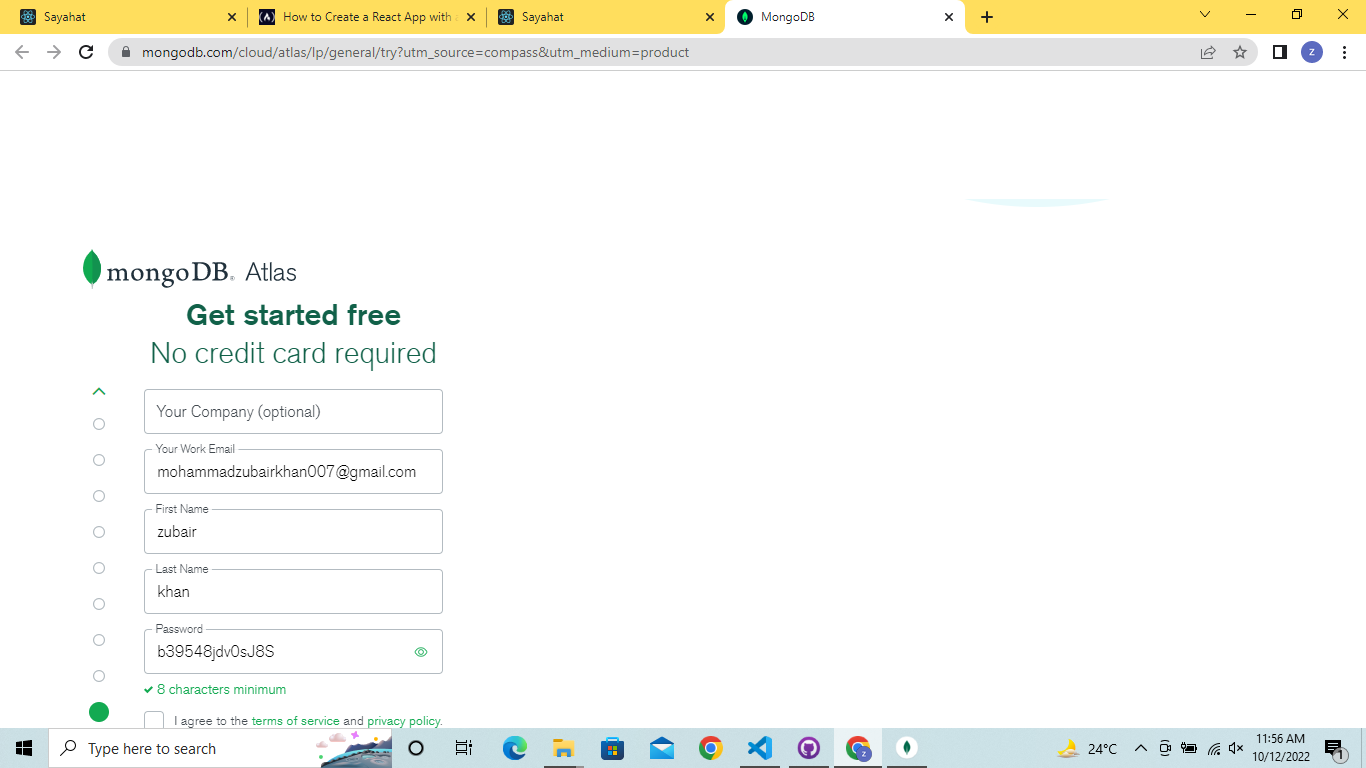 Sayahat
How to Create a React App with a
Sayahat
MongoDB
mongodb.com/cloud/atlas/lp/general/try?utm_source=compass&utm_medium=product
z
mongoDB® Atlas
Get started free
No credit card required
Your Company (optional)
Your Work Email
mohammadzubairkhan007@gmail.com
First Name
zubair
Last Name
khan
Password
b39548jdv0sJ8S
8 characters minimum
I agree to the terms of service and privacy policy.
Type here to search
z
24°C
11:56 AM
10/12/2022
1